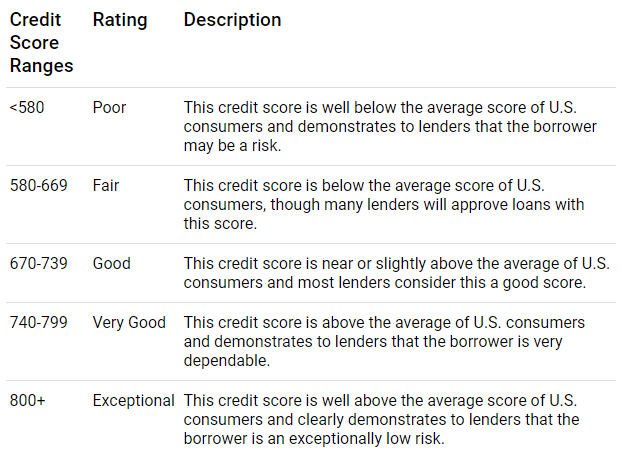 Credit Score Ranges Rating Description
<580 Poor This credit score is well below the average score of U.S.
consumers and demonstrates to lenders that the borrower
may be a risk.
580-669 Fair This credit score is below the average score of U.S.
consumers, though many lenders will approve loans with
this score.
670-739 Good This credit score is near or slightly above the average of U.S.
consumers and most lenders consider this a good score.
740-799 Very Good This credit score is above the average of U.S. consumers
and demonstrates to lenders that the borrower is very
dependable.
800+ Exceptional This credit score is well above the average score of U.S.
consumers and clearly demonstrates to lenders that the
borrower is an exceptionally low risk.